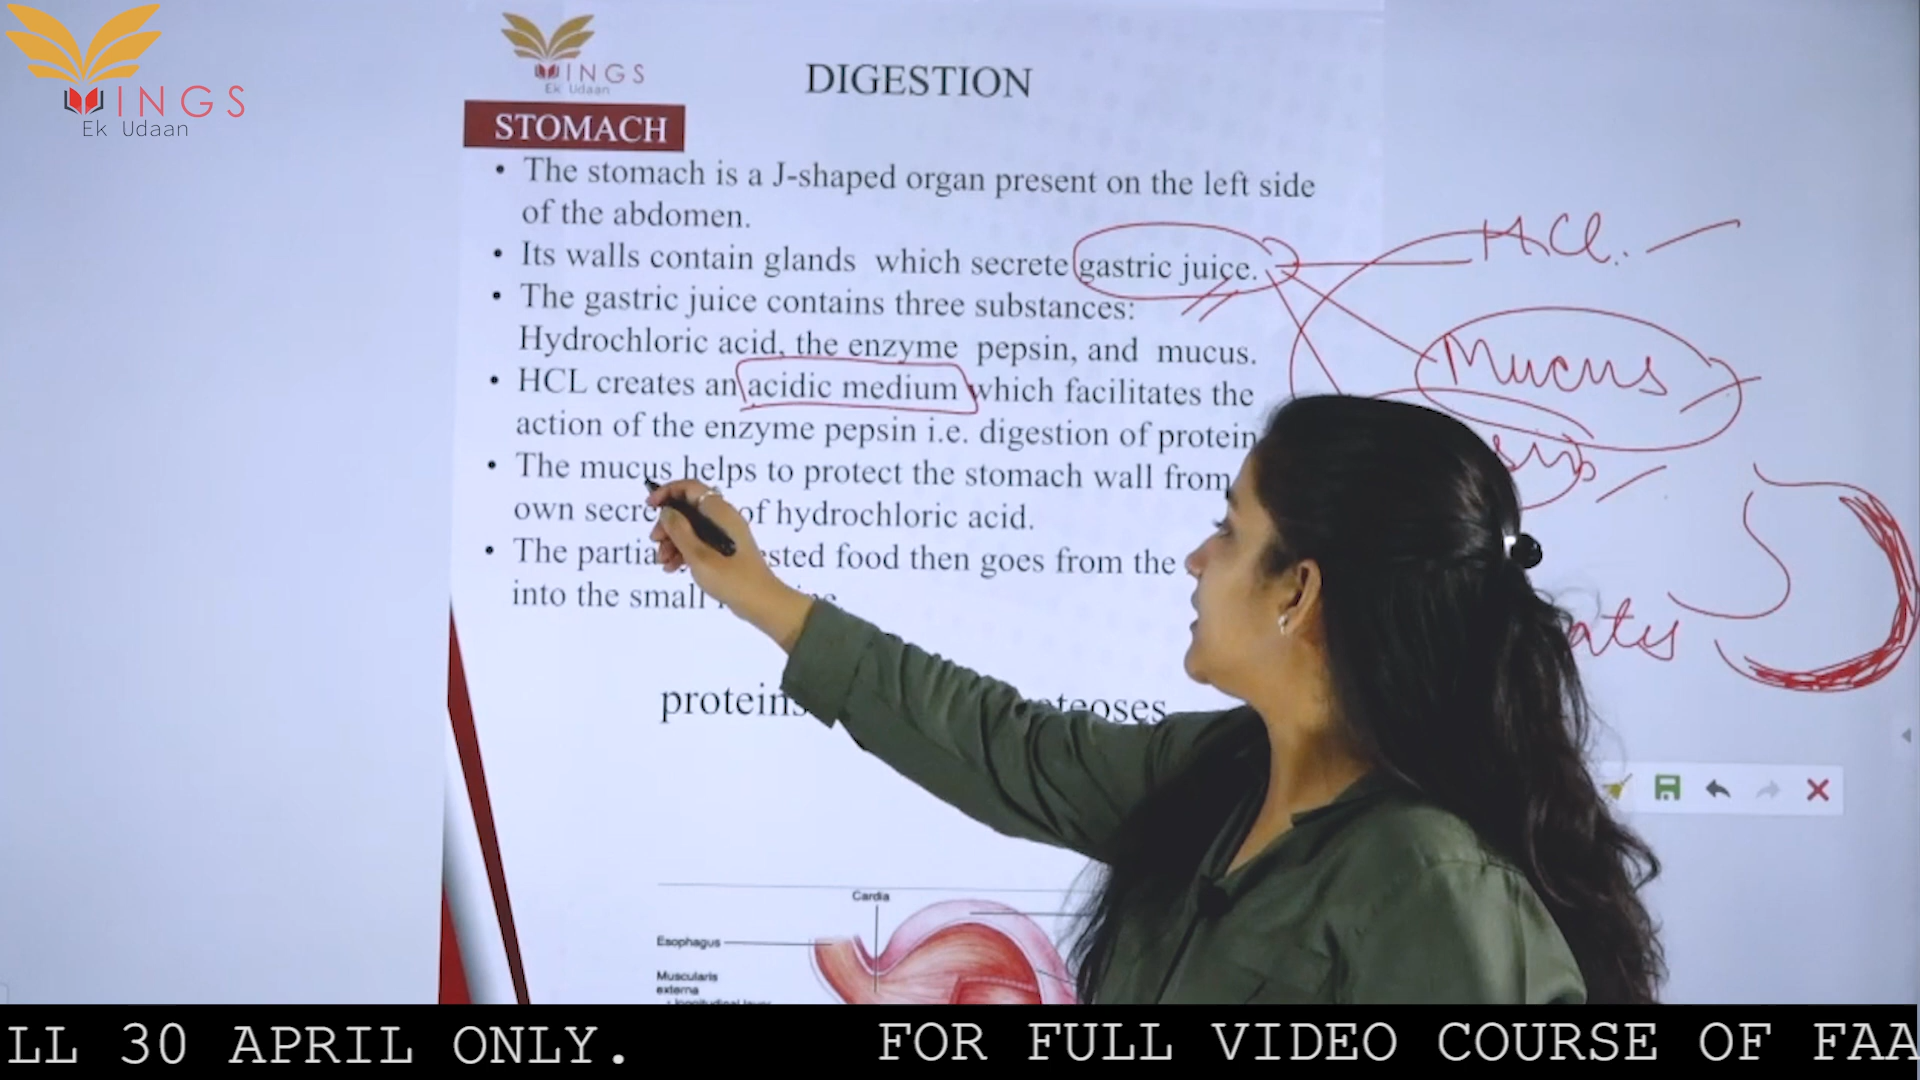 WINGS
Ek Udaan
WINGS
Ek Udaan
DIGESTION
STOMACH
• The stomach is a J-shaped organ present on the left side
of the abdomen.
• Its walls contain glands which secrete gastric juice.
• The gastric juice contains three substances:
Hydrochloric acid, the enzyme pepsin, and mucus.
• HCL creates an acidic medium which facilitates the
action of the enzyme pepsin i.e. digestion of protein
• The mucus helps to protect the stomach wall from
own of hydrochloric acid.
• The food then goes from the
into the small
HCl.
Mucus
proteins
Cardia
Esophagus
Muscularis
externa
LL 30 APRIL ONLY. FOR FULL VIDEO COURSE OF FAA